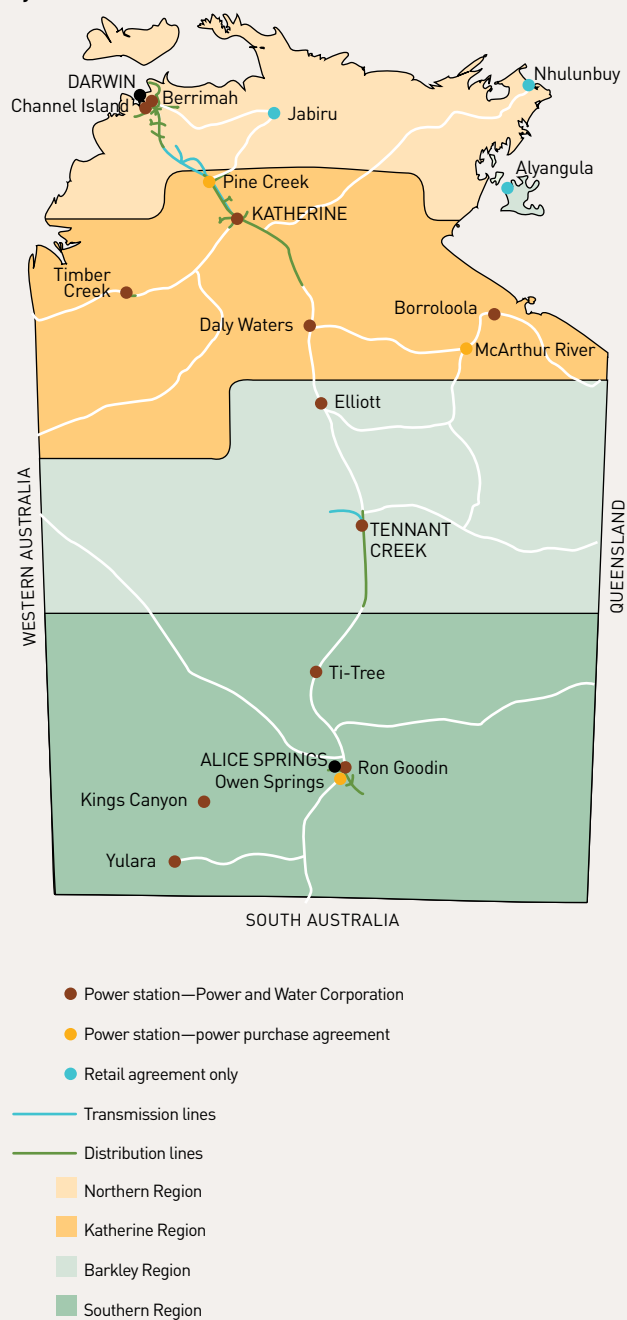 Nhulunbuy
DARWIN
Berrimah
Channel Island
Jabiru
Alyangula
Pine Creek
KATHERINE
Timber
Creek
Borroloola
Daly Waters
McArthur River
Elliott
WESTERN AUSTRALIA
QUEENSLAND
TENNANT
CREEK
Ti-Tree
ALICE SPRINGS
Ron Goodin
Owen Springs
Kings Canyon
Yulara
SOUTH AUSTRALIA
Power station—Power and Water Corporation
Power station—power purchase agreement
Retail agreement only
Transmission lines
Distribution lines
Northern Region
Katherine Region
Barkley Region
Southern Region